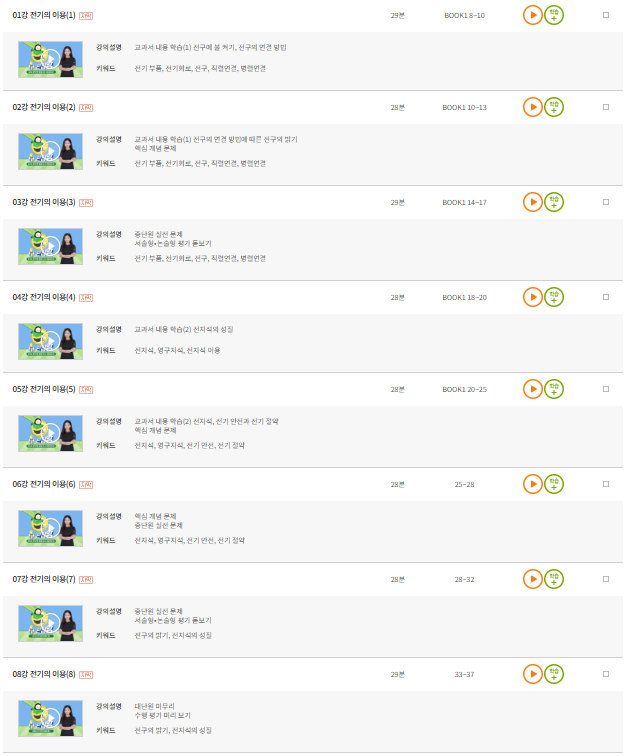 01강 전기의 이용(1) 29분 BOOK1 8~10 학습
강의설명 교과서 내용 학습(1) 전구에 불 켜기, 전구의 연결 방법
키워드 전기 부품, 전기회로, 전구, 직렬연결, 병렬연결
02강 전기의 이용(2) 28분 BOOK1 10~13 학습
강의설명 교과서 내용 학습(1) 전구의 연결 방법에 따른 전구의 밝기
핵심 개념 문제
키워드 전기 부품, 전기회로, 전구, 직렬연결, 병렬연결
03강 전기의 이용(3) 29분 BOOK1 14~17 학습
강의설명 중단원 실전 문제
서술형•논술형 평가 돋보기
키워드 전기 부품, 전기회로, 전구, 직렬연결, 병렬연결
04강 전기의 이용(4) 28분 BOOK1 18~20 학습
강의설명 교과서 내용 학습(2) 전자석의 성질
키워드 전자석, 영구자석, 전자석 이용
05강 전기의 이용(5) 28분 BOOK1 20~25 학습
강의설명 교과서 내용 학습(2) 전자석, 전기 안전과 전기 절약
핵심 개념 문제
키워드 전자석, 영구자석, 전기 안전, 전기 절약
06강 전기의 이용(6) 28분 25~28 학습
강의설명 핵심 개념 문제
중단원 실전 문제
키워드 전자석, 영구자석, 전기 안전, 전기 절약
07강 전기의 이용(7) 28분 28~32 학습
강의설명 중단원 실전 문제
서술형•논술형 평가 돋보기
키워드 전구의 밝기, 전자석의 성질
08강 전기의 이용(8) 29분 33~37 학습
강의설명 대단원 마무리
수행 평가 미리 보기
키워드 전구의 밝기, 전자석의 성질